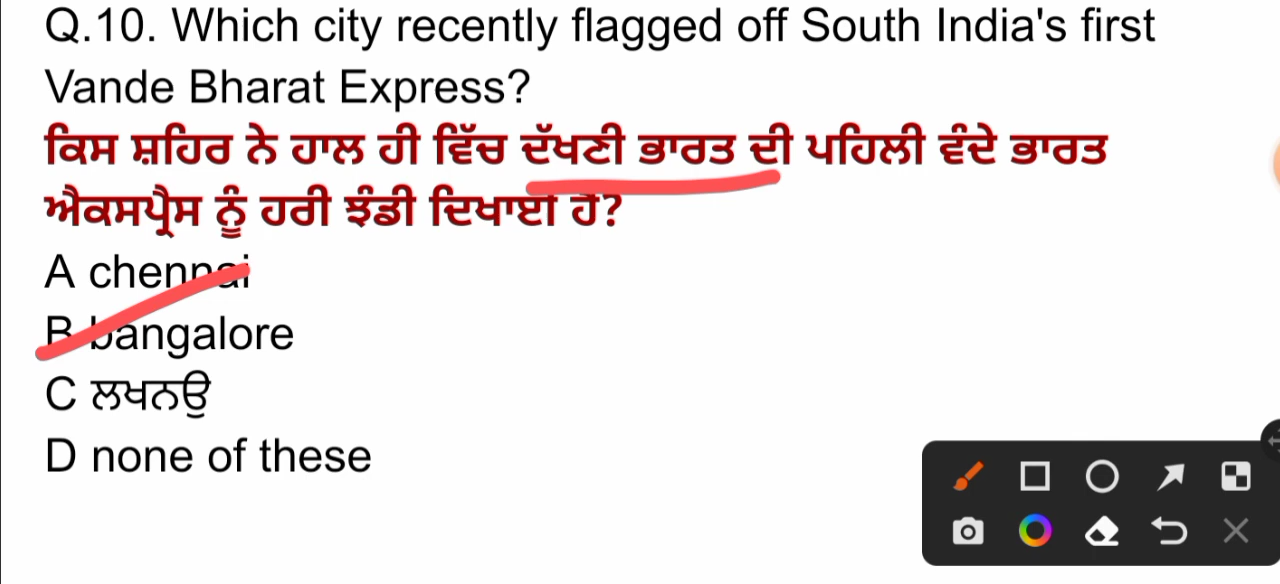 Q.10. Which city recently flagged off South India's first
Vande Bharat Express?
ਕਿਸ ਸ਼ਹਿਰ ਨੇ ਹਾਲ ਹੀ ਵਿੱਚ ਦੱਖਣੀ ਭਾਰਤ ਦੀ ਪਹਿਲੀ ਵੰਦੇ ਭਾਰਤ
ਐਕਸਪ੍ਰੈਸ ਨੂੰ ਹਰੀ ਝੰਡੀ ਦਿਖਾਈ ਹੈ?
A chennai
B bangalore
C ਲਖਨਉ
D none of these